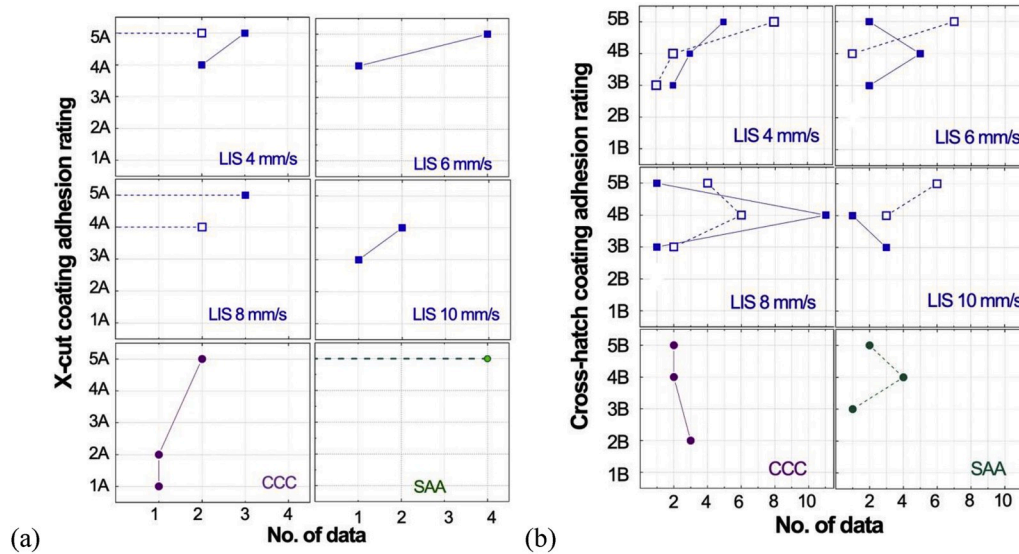 X-cut coating adhesion rating
5A
4A
3A
2A
1A
LIS 4 mm/s
LIS 6 mm/s
5A
4A
3A
2A
1A
LIS 8 mm/s
LIS 10 mm/s
5A
4A
3A
2A
1A
CCC
SAA
1 2 3 4 1 2 3 4
No. of data
(a)
Cross-hatch coating adhesion rating
5B
4B
3B
2B
1B
LIS 4 mm/s
LIS 6 mm/s
5B
4B
3B
2B
1B
LIS 8 mm/s
LIS 10 mm/s
5B
4B
3B
2B
1B
CCC
SAA
2 4 6 8 10 2 4 6 8 10
No. of data
(b)